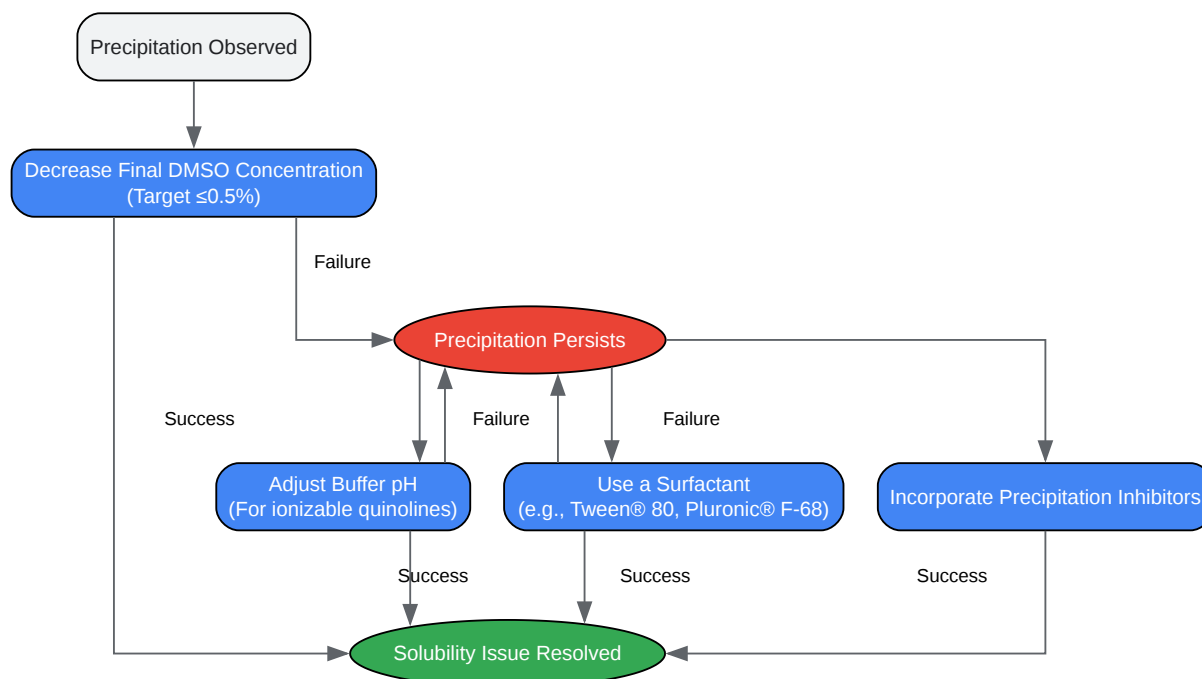 Precipitation Observed
Decrease Final DMSO Concentration
(Target ≤0.5%)
Failure
Precipitation Persists
Success
Failure
Failure
Adjust Buffer pH
(For ionizable quinolines)
Use a Surfactant
(e.g., Tween® 80, Pluronic® F-68)
Incorporate Precipitation Inhibitors
Success
Success
Success
Solubility Issue Resolved